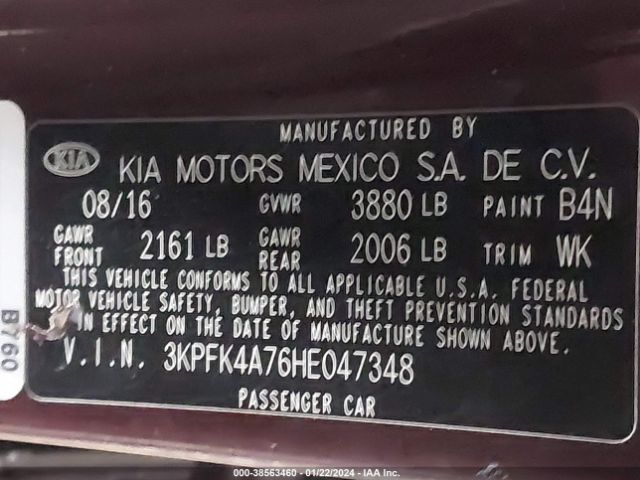 MANUFACTURED BY
KIA KIA MOTORS MEXICO S.A. DE C.V.
08/16 GVWR 3880 LB PAINT B4N
GAWR FRONT 2161 LB GAWR REAR 2006 LB TRIM WK
THIS VEHICLE CONFORMS TO ALL APPLICABLE U.S.A. FEDERAL
MOTOR VEHICLE SAFETY, BUMPER, AND THEFT PREVENTION STANDARDS
IN EFFECT ON THE DATE OF MANUFACTURE SHOWN ABOVE.
V.I.N. 3KPFK4A76HE047348
PASSENGER CAR
B760
000-38563460 - 01/22/2024 - IAA Inc.